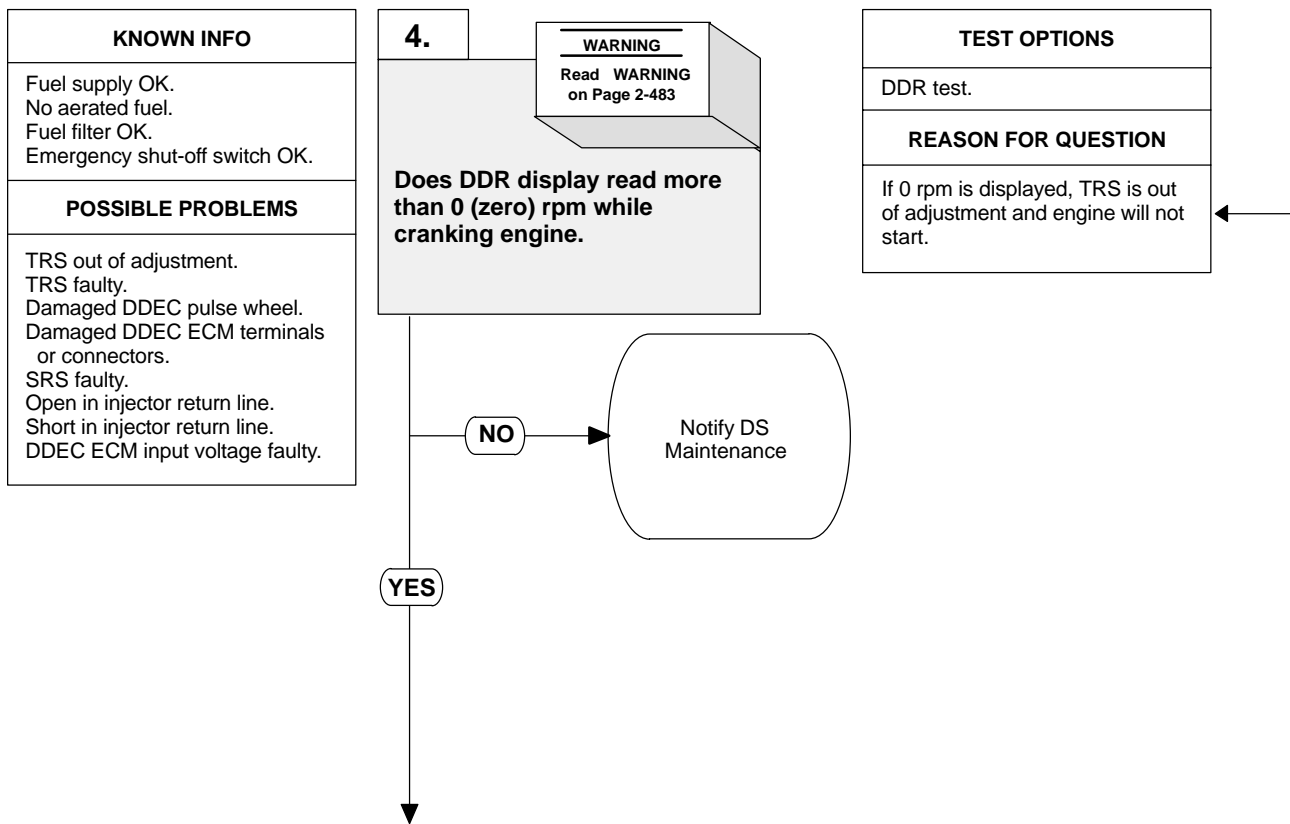 KNOWN INFO
Fuel supply OK.
No aerated fuel.
Fuel filter OK.
Emergency shut-off switch OK.
POSSIBLE PROBLEMS
TRS out of adjustment.
TRS faulty.
Damaged DDEC pulse wheel.
Damaged DDEC ECM terminals
or connectors.
SRS faulty.
Open in injector return line.
Short in injector return line.
DDEC ECM input voltage faulty.
4.
WARNING
Read WARNING
on Page 2-483
Does DDR display read more
than 0 (zero) rpm while
cranking engine.
NO
Notify DS
Maintenance
YES
TEST OPTIONS
DDR test.
REASON FOR QUESTION
If 0 rpm is displayed, TRS is out
of adjustment and engine will not
start.